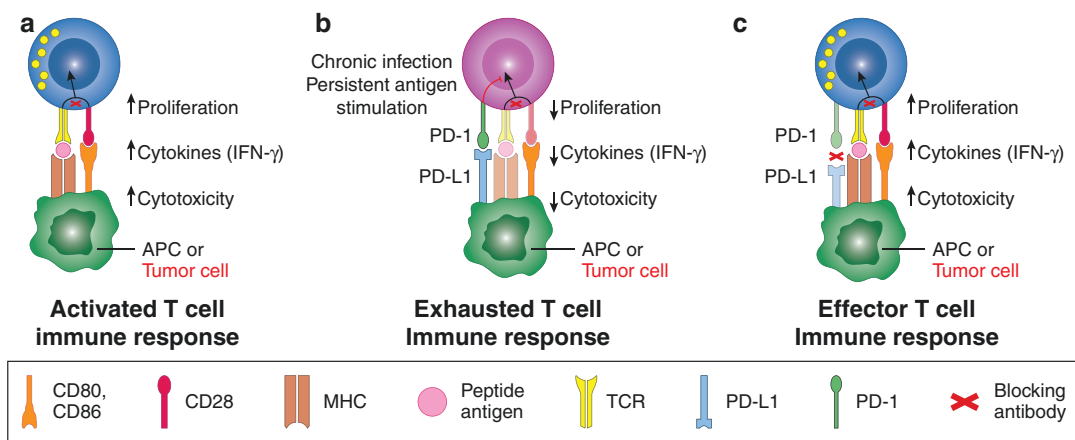 a
Proliferation
Cytokines (IFN-γ)
Cytotoxicity
APC or
Tumor cell
Activated T cell
immune response
b
Chronic infection
Persistent antigen
stimulation
PD-1
PD-L1
Proliferation
Cytokines (IFN-γ)
Cytotoxicity
APC or
Tumor cell
Exhausted T cell
Immune response
c
PD-1
PD-L1
Proliferation
Cytokines (IFN-γ)
Cytotoxicity
APC or
Tumor cell
Effector T cell
Immune response
CD80,
CD86
CD28
MHC
Peptide
antigen
TCR
PD-L1
PD-1
Blocking
antibody